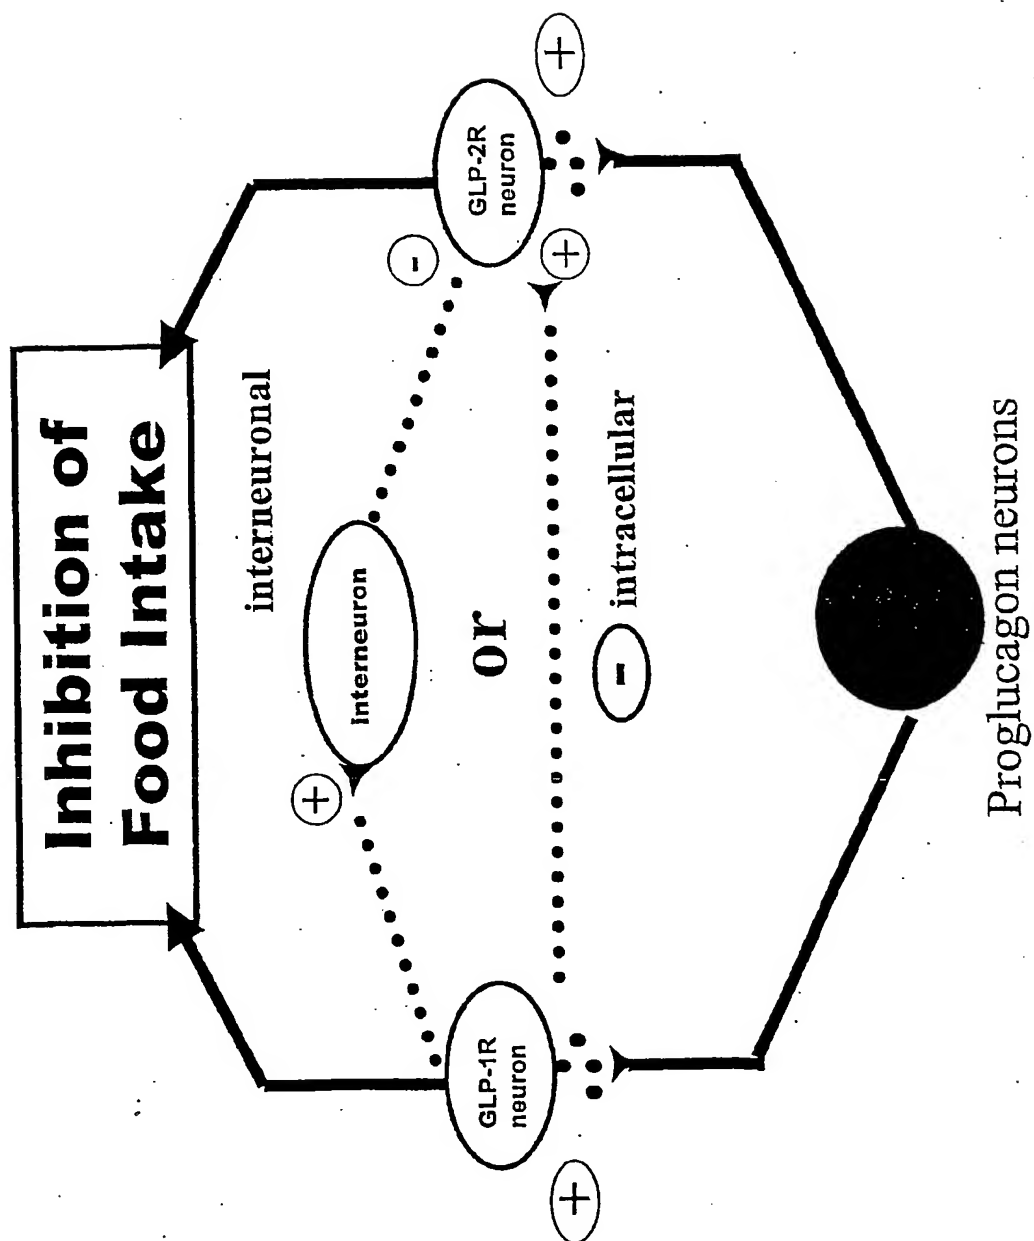 Inhibition of
Food Intake
interneuronal
+
Interneuron
-
or
GLP-1R
neuron
GLP-2R
neuron
+
+
+
-
intracellular
Proglucagon neurons